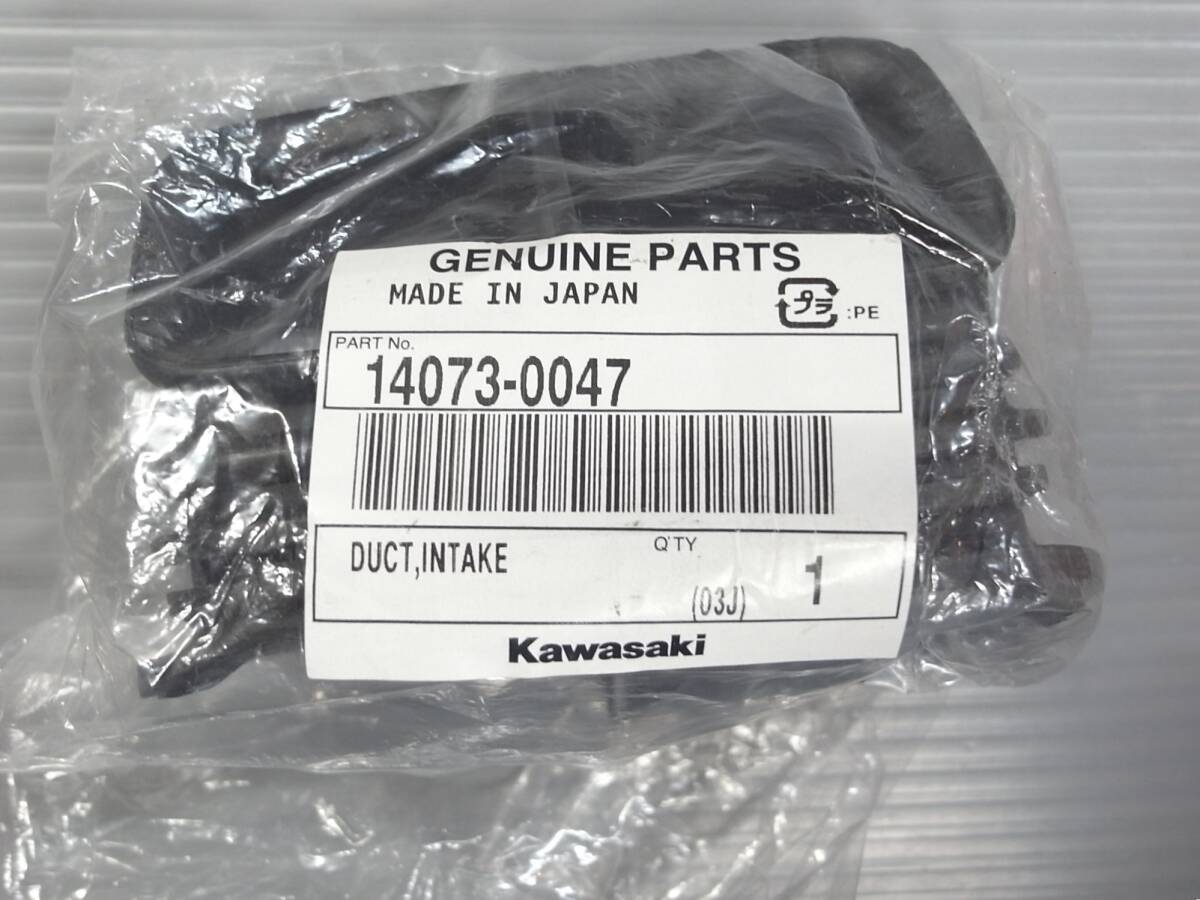 GENUINE PARTS
MADE IN JAPAN
プラ :PE
PART No.
14073-0047
DUCT,INTAKE
Q'TY
(03J) 1
Kawasaki